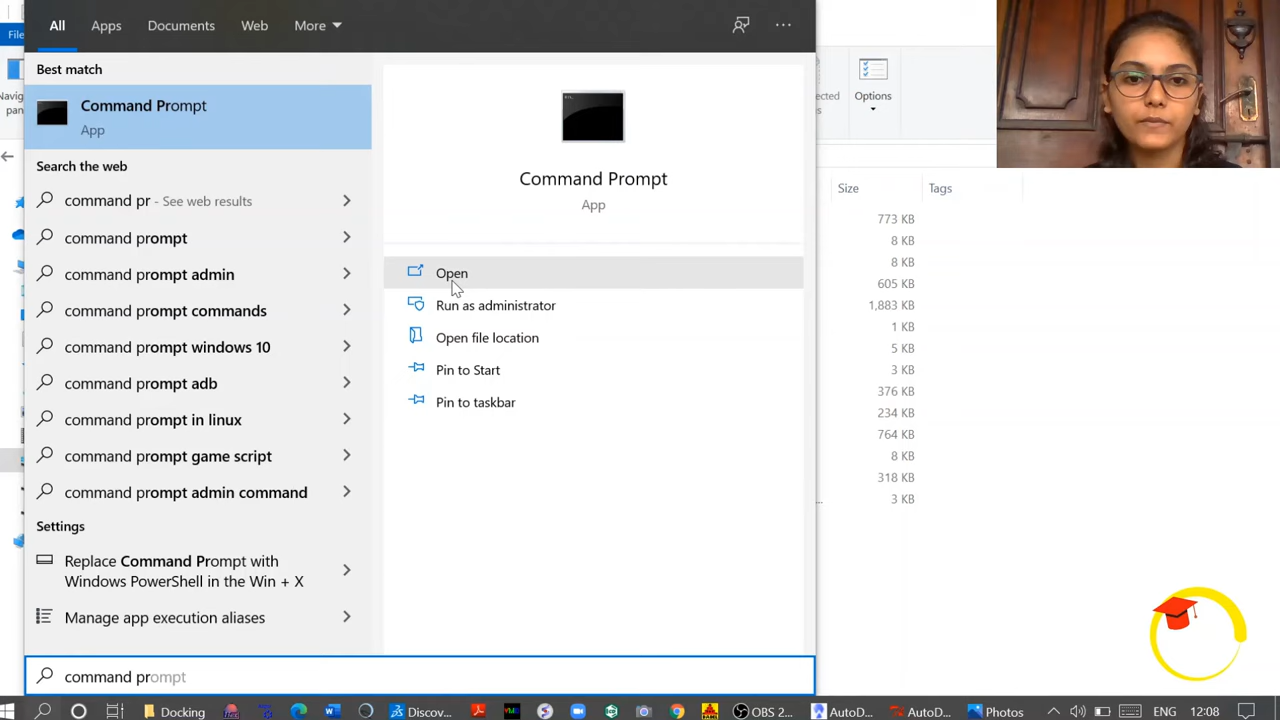 All Apps Documents Web More
File
Best match
Command Prompt
App
Search the web
command pr - See web results
command prompt
command prompt admin
command prompt commands
command prompt windows 10
command prompt adb
command prompt in linux
command prompt game script
command prompt admin command
Settings
Replace Command Prompt with
Windows PowerShell in the Win + X
Manage app execution aliases
command prompt
Command Prompt
App
Open
Run as administrator
Open file location
Pin to Start
Pin to taskbar
Options
Size Tags
773 KB
8 KB
8 KB
605 KB
1,883 KB
1 KB
5 KB
3 KB
376 KB
234 KB
764 KB
8 KB
318 KB
... 3 KB
Docking Discov... OBS 2... AutoD... AutoD... Photos ENG 12:08